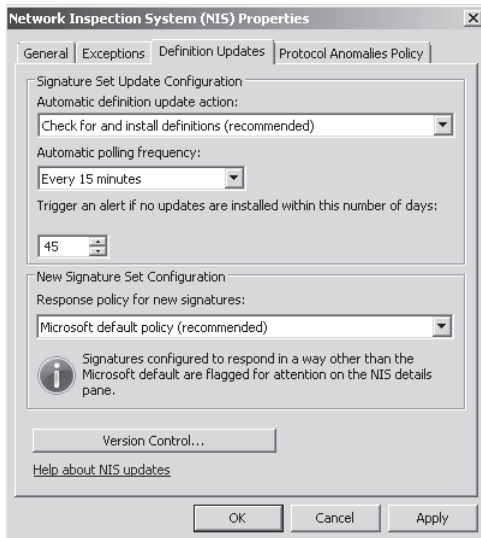 Network Inspection System (NIS) Properties
General Exceptions Definition Updates Protocol Anomalies Policy
Signature Set Update Configuration
Automatic definition update action:
Check for and install definitions (recommended)
Automatic polling frequency:
Every 15 minutes
Trigger an alert if no updates are installed within this number of days:
45
New Signature Set Configuration
Response policy for new signatures:
Microsoft default policy (recommended)
Signatures configured to respond in a way other than the
Microsoft default are flagged for attention on the NIS details
pane.
Version Control...
Help about NIS updates
OK Cancel Apply